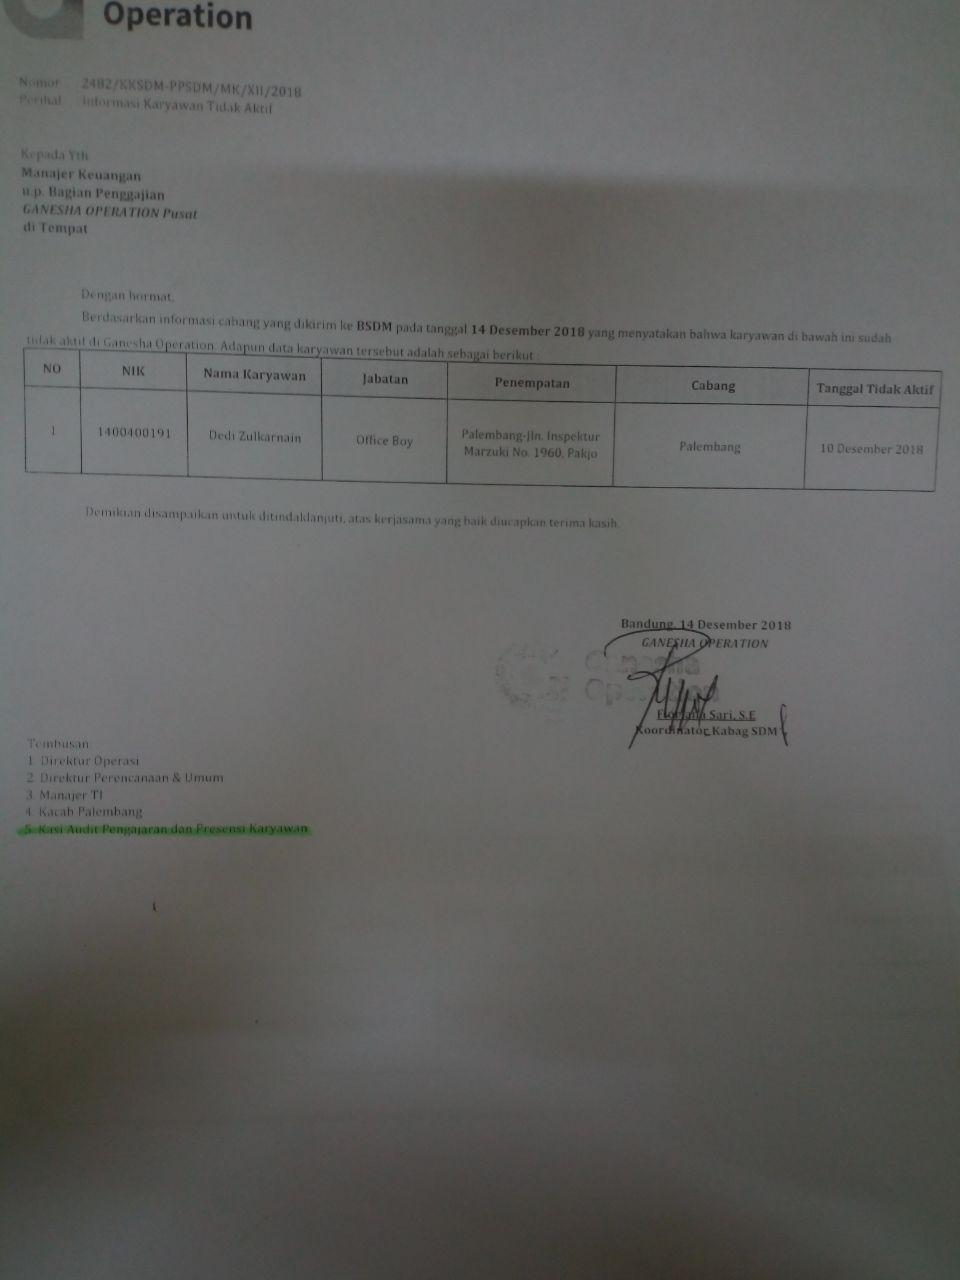 Operation
Nomor : 2482/KKSDM-PPSDM/MK/XII/2018
Perihal : Informasi Karyawan Tidak Aktif
Kepada Yth
Manajer Keuangan
u.p. Bagian Penggajian
GANESHA OPERATION Pusat
di Tempat
Dengan hormat,
Berdasarkan informasi cabang yang dikirim ke BSDM pada tanggal 14 Desember 2018 yang menyatakan bahwa karyawan di bawah ini sudah
tidak aktif di Ganesha Operation. Adapun data karyawan tersebut adalah sebagai berikut :
NO NIK Nama Karyawan Jabatan Penempatan Cabang Tanggal Tidak Aktif
1 1400400191 Dedi Zulkarnain Office Boy Palembang-Jln. Inspektur Marzuki No. 1960, Pakjo Palembang 10 Desember 2018
Demikian disampaikan untuk ditindaklanjuti, atas kerjasama yang baik diucapkan terima kasih.
Bandung, 14 Desember 2018
GANESHA OPERATION
Sari, S.E
Koordinator Kabag SDM
Tembusan:
1. Direktur Operasi
2. Direktur Perencanaan & Umum
3. Manajer TI
4. Kacab Palembang
5. Kasi Audit Pengajaran dan Presensi Karyawan